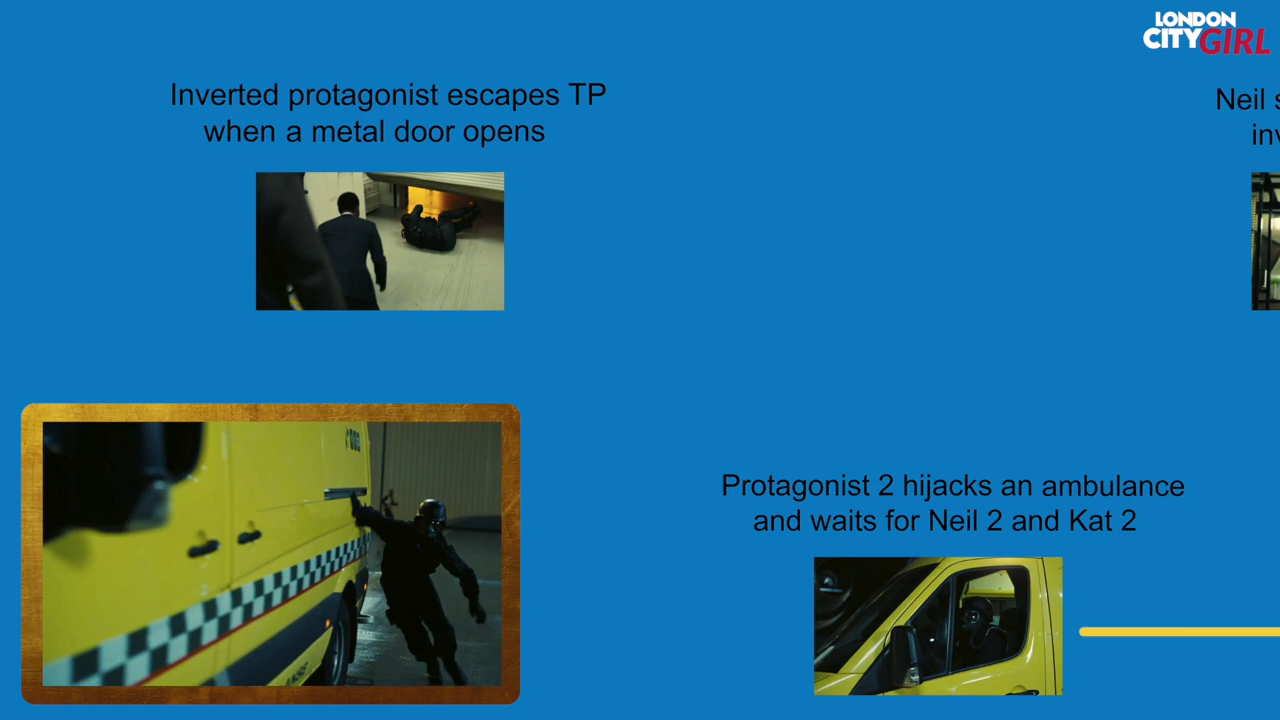 LONDON
CITYGIRL
Inverted protagonist escapes TP
when a metal door opens
Neil
Protagonist 2 hijacks an ambulance
and waits for Neil 2 and Kat 2